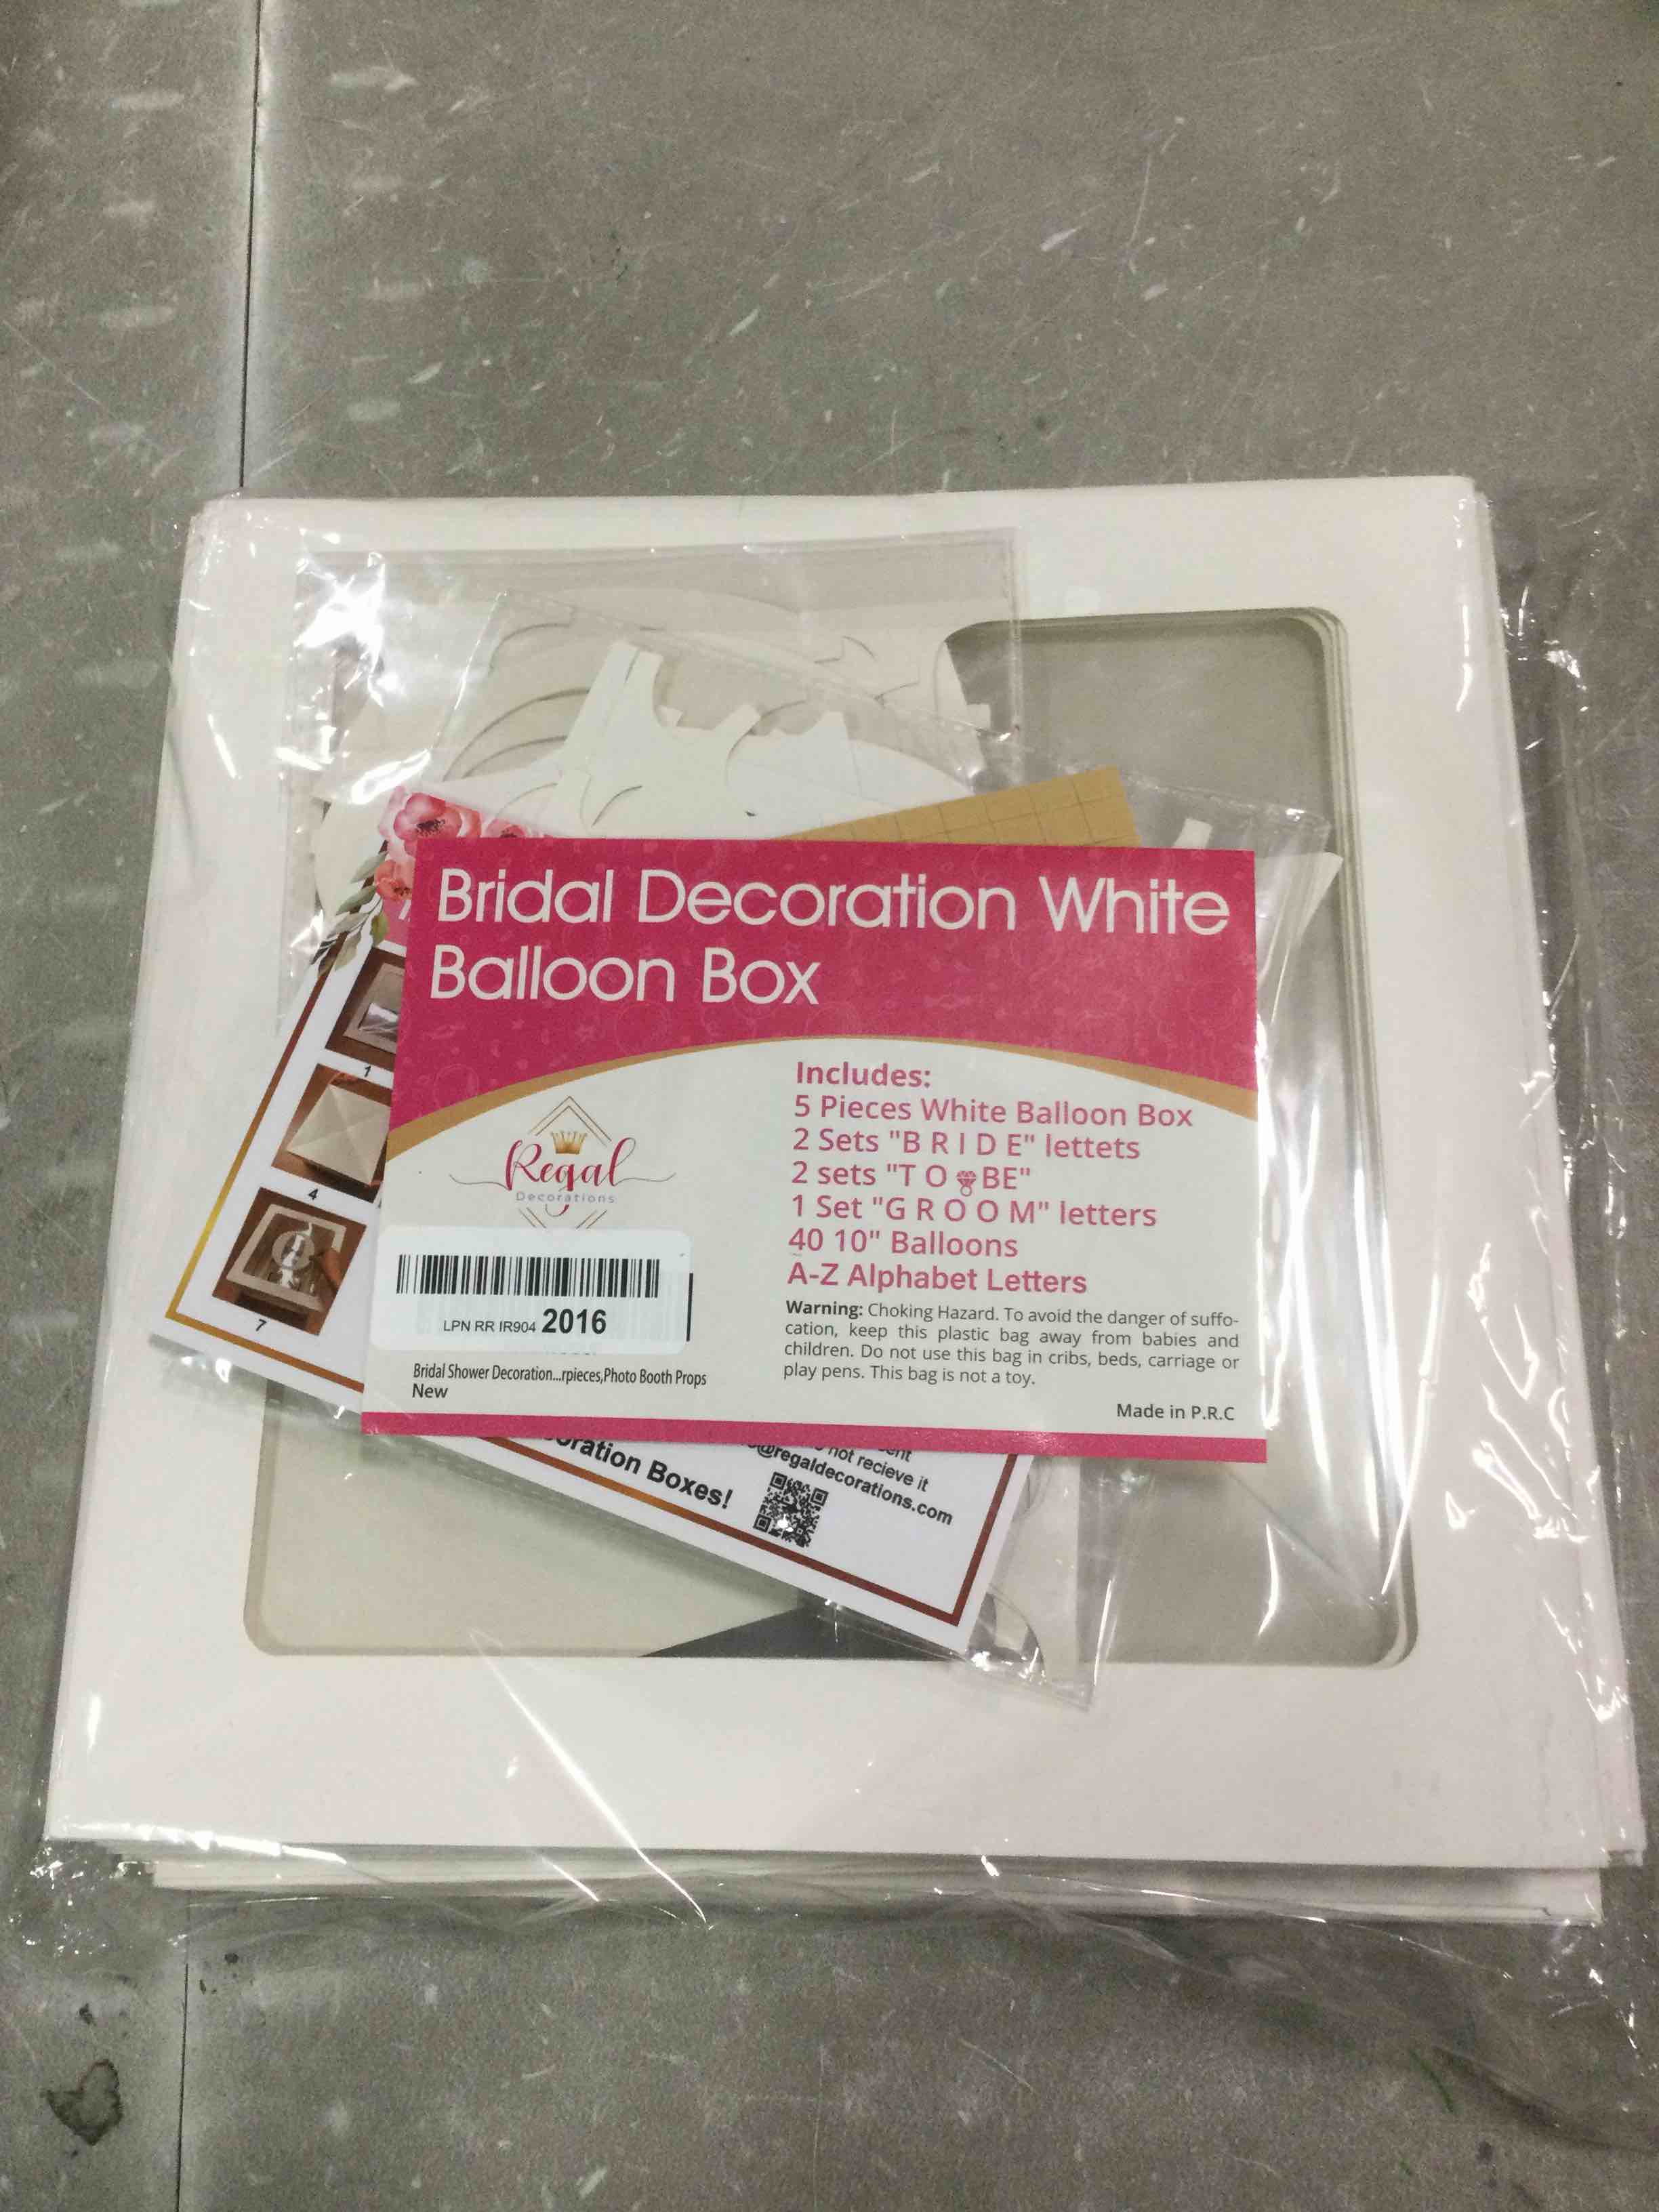 Bridal Decoration White
Balloon Box
Includes:
5 Pieces White Balloon Box
2 Sets "B R I D E" lettets
2 sets "T O BE"
1 Set "G R O O M" letters
40 10" Balloons
A-Z Alphabet Letters
Warning: Choking Hazard. To avoid the danger of suffo-
cation, keep this plastic bag away from babies and
children. Do not use this bag in cribs, beds, carriage or
play pens. This bag is not a toy.
Made in P.R.C
Regal
Decorations
LPN RR IR904 2016
Bridal Shower Decoration...rpieces,Photo Booth Props
New
1
4
7
oration Boxes!
not recieve it
@regaldecorations.com